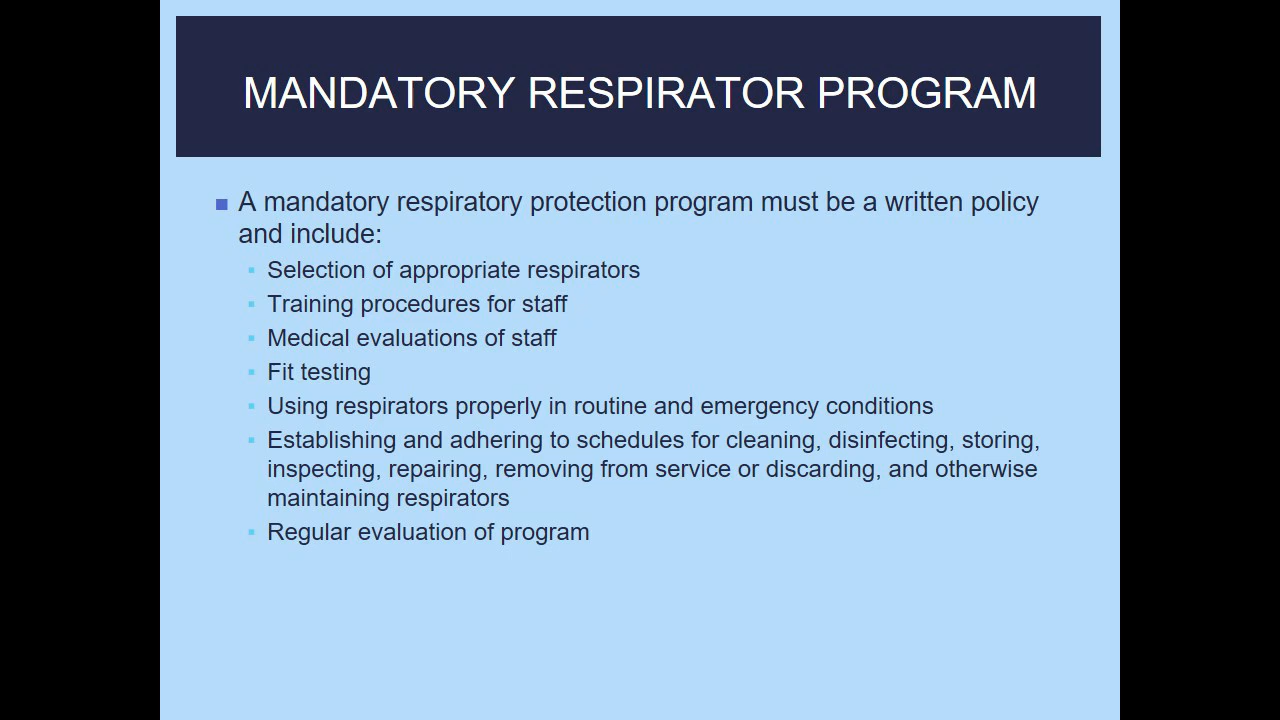 MANDATORY RESPIRATOR PROGRAM
A mandatory respiratory protection program must be a written policy
and include:
Selection of appropriate respirators
Training procedures for staff
Medical evaluations of staff
Fit testing
Using respirators properly in routine and emergency conditions
Establishing and adhering to schedules for cleaning, disinfecting, storing,
inspecting, repairing, removing from service or discarding, and otherwise
maintaining respirators
Regular evaluation of program